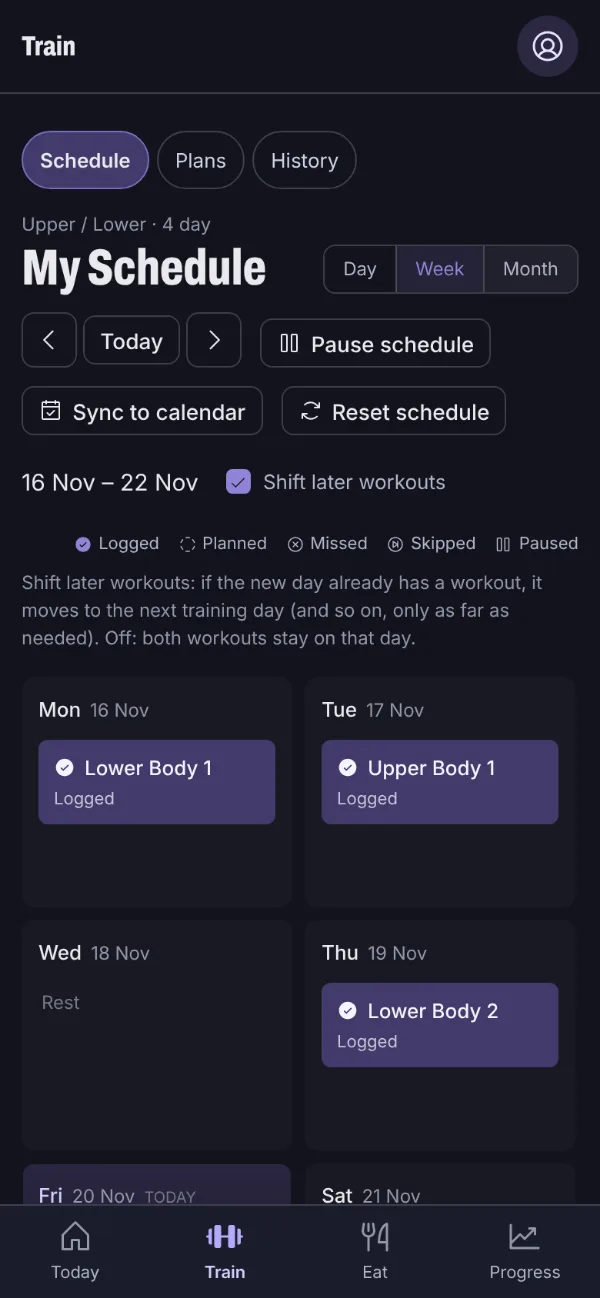 Train
Schedule Plans History
Upper / Lower · 4 day
My Schedule
Day Week Month
Today Pause schedule
Sync to calendar Reset schedule
16 Nov – 22 Nov Shift later workouts
Logged Planned Missed Skipped Paused
Shift later workouts: if the new day already has a workout, it
moves to the next training day (and so on, only as far as
needed). Off: both workouts stay on that day.
Mon 16 Nov
Lower Body 1
Logged
Tue 17 Nov
Upper Body 1
Logged
Wed 18 Nov
Rest
Thu 19 Nov
Lower Body 2
Logged
Fri 20 Nov TODAY
Sat 21 Nov
Today Train Eat Progress